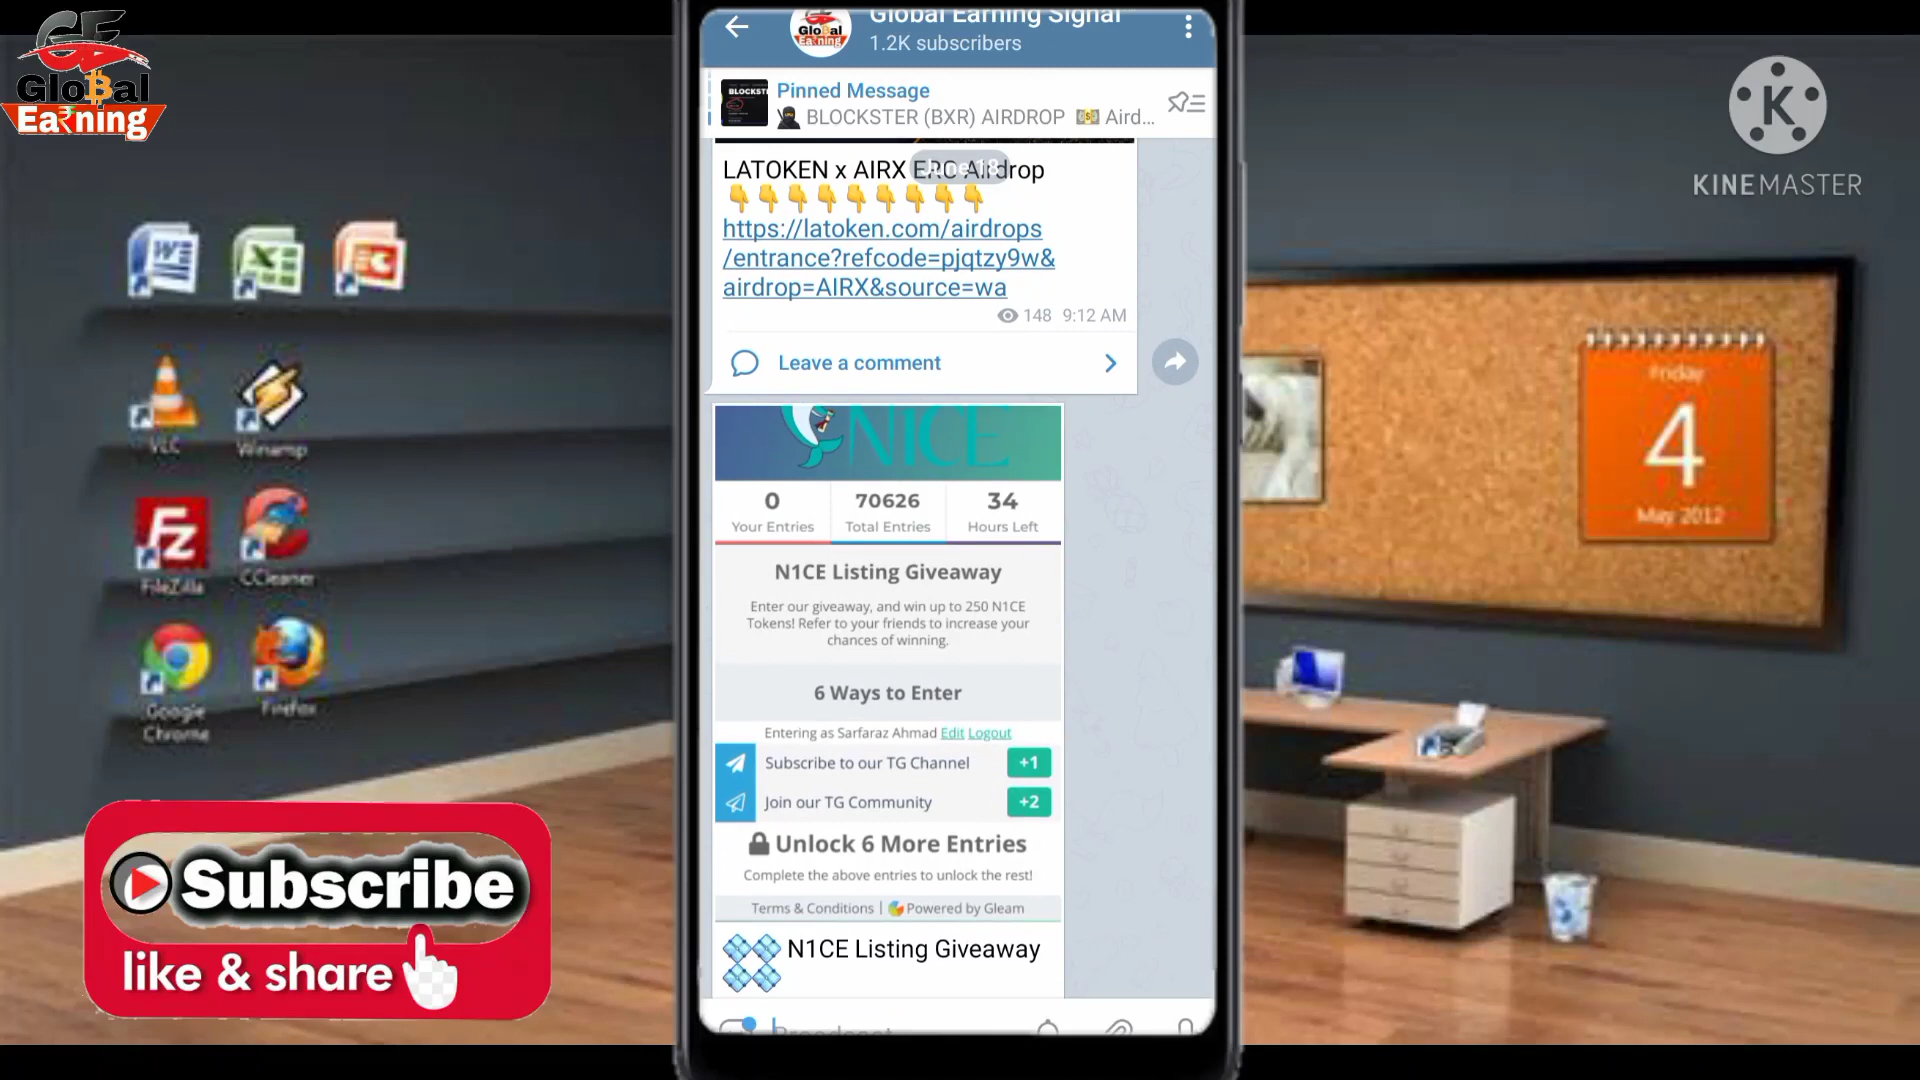 Global
Earning
Global Earning Signal
1.2K subscribers
Pinned Message
BLOCKSTER (BXR) AIRDROP Aird...
June 18
LATOKEN x AIRX ERC Airdrop
https://latoken.com/airdrops
/entrance?refcode=pjqtzy9w&
airdrop=AIRX&source=wa
148 9:12 AM
Leave a comment
N1CE
0 70626 34
Your Entries Total Entries Hours Left
N1CE Listing Giveaway
Enter our giveaway, and win up to 250 N1CE
Tokens! Refer to your friends to increase your
chances of winning.
6 Ways to Enter
Entering as Sarfaraz Ahmad Edit Logout
Subscribe to our TG Channel +1
Join our TG Community +2
Unlock 6 More Entries
Complete the above entries to unlock the rest!
Terms & Conditions | Powered by Gleam
N1CE Listing Giveaway
Broadcast
K
KINEMASTER
VLC Winamp
FileZilla CCleaner
Google
Chrome
Firefox
Friday
4
May 2012
Subscribe
like & share